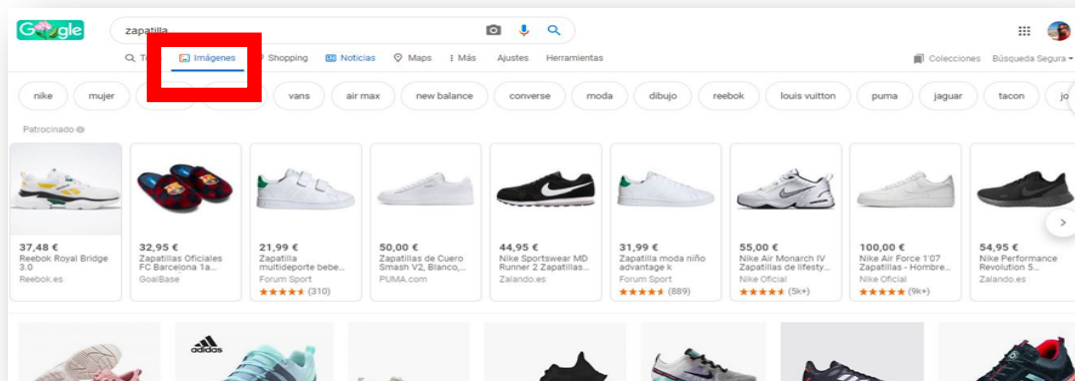 Google
zapatilla
Imágenes Shopping Noticias Maps Más Ajustes Herramientas Colecciones Búsqueda Segura
nike mujer vans air max new balance converse moda dibujo reebok louis vuitton puma jaguar tacon
Patrocinado
37,48 €
Reebok Royal Bridge
3.0
Reebok.es
32,95 €
Zapatillas Oficiales
FC Barcelona 1a...
GoalBase
21,99 €
Zapatilla
multideporte bebe...
Forum Sport
(310)
50,00 €
Zapatillas de Cuero
Smash V2, Blanco,...
PUMA.com
44,95 €
Nike Sportswear MD
Runner 2 Zapatillas...
Zalando.es
31,99 €
Zapatilla moda niño
advantage k
Forum Sport
(889)
55,00 €
Nike Air Monarch IV
Zapatillas de lifesty...
Nike Oficial
(5k+)
100,00 €
Nike Air Force 1'07
Zapatillas - Hombre...
Nike Oficial
(9k+)
54,95 €
Nike Performance
Revolution 5...
Zalando.es
adidas